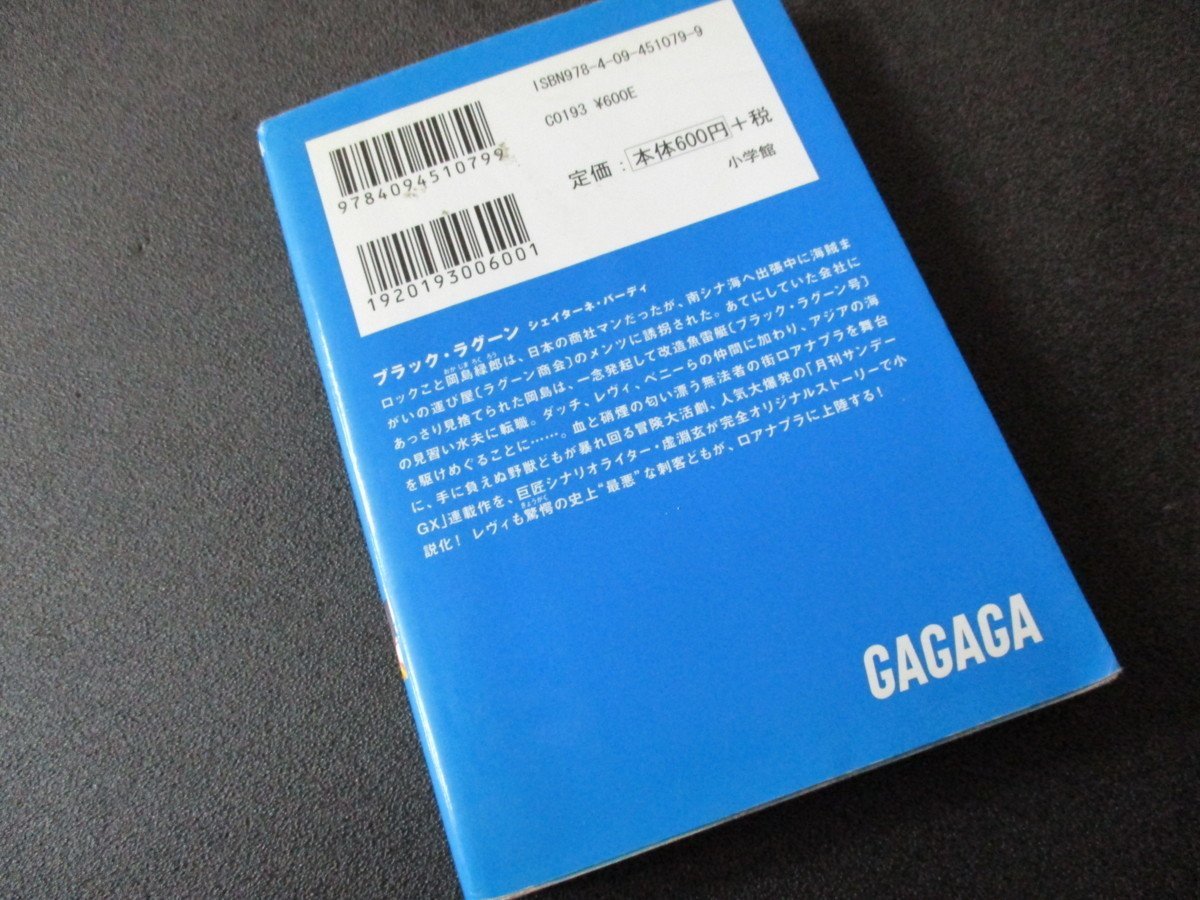 ISBN978-4-09-451079-9
C0193 ¥600E
定価：本体600円+税
小学館
9784094510799
1920193006001
ブラック・ラグーン シェイターネ・バーディ
ロックこと岡島緑郎は、日本の商社マンだったが、南シナ海へ出張中に海賊ま
おかじまろくろう
がいの運び屋〔ラグーン商会〕のメンツに誘拐された。あてにしていた会社に
あっさり見捨てられた岡島は、一念発起して改造魚雷艇〔ブラック・ラグーン号〕
の見習い水夫に転職。ダッチ、レヴィ、ベニーらの仲間に加わり、アジアの海
を駆けめぐることに……。血と硝煙の匂い漂う無法者の街ロアナプラを舞台
に、手に負えぬ野獣どもが暴れ回る冒険大活劇、人気大爆発の「月刊サンデー
GX」連載作を、巨匠シナリオライター・虚淵玄が完全オリジナルストーリーで小
説化！ レヴィも驚愕の史上“最悪”な刺客どもが、ロアナプラに上陸する！
きょうがく
GAGAGA